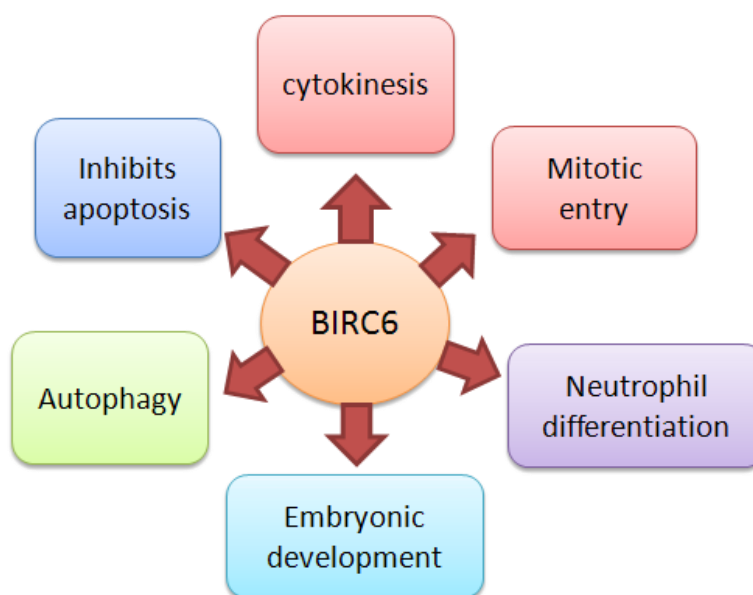 cytokinesis
Inhibits
apoptosis
Mitotic
entry
BIRC6
Autophagy
Neutrophil
differentiation
Embryonic
development